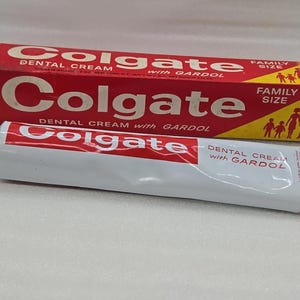 Colgate
DENTAL CREAM with GARDOL
FAMILY
SIZE
Colgate
DENTAL CREAM with GARDOL
FAMILY
SIZE
Colgate
DENTAL CREAM
with GARDOL